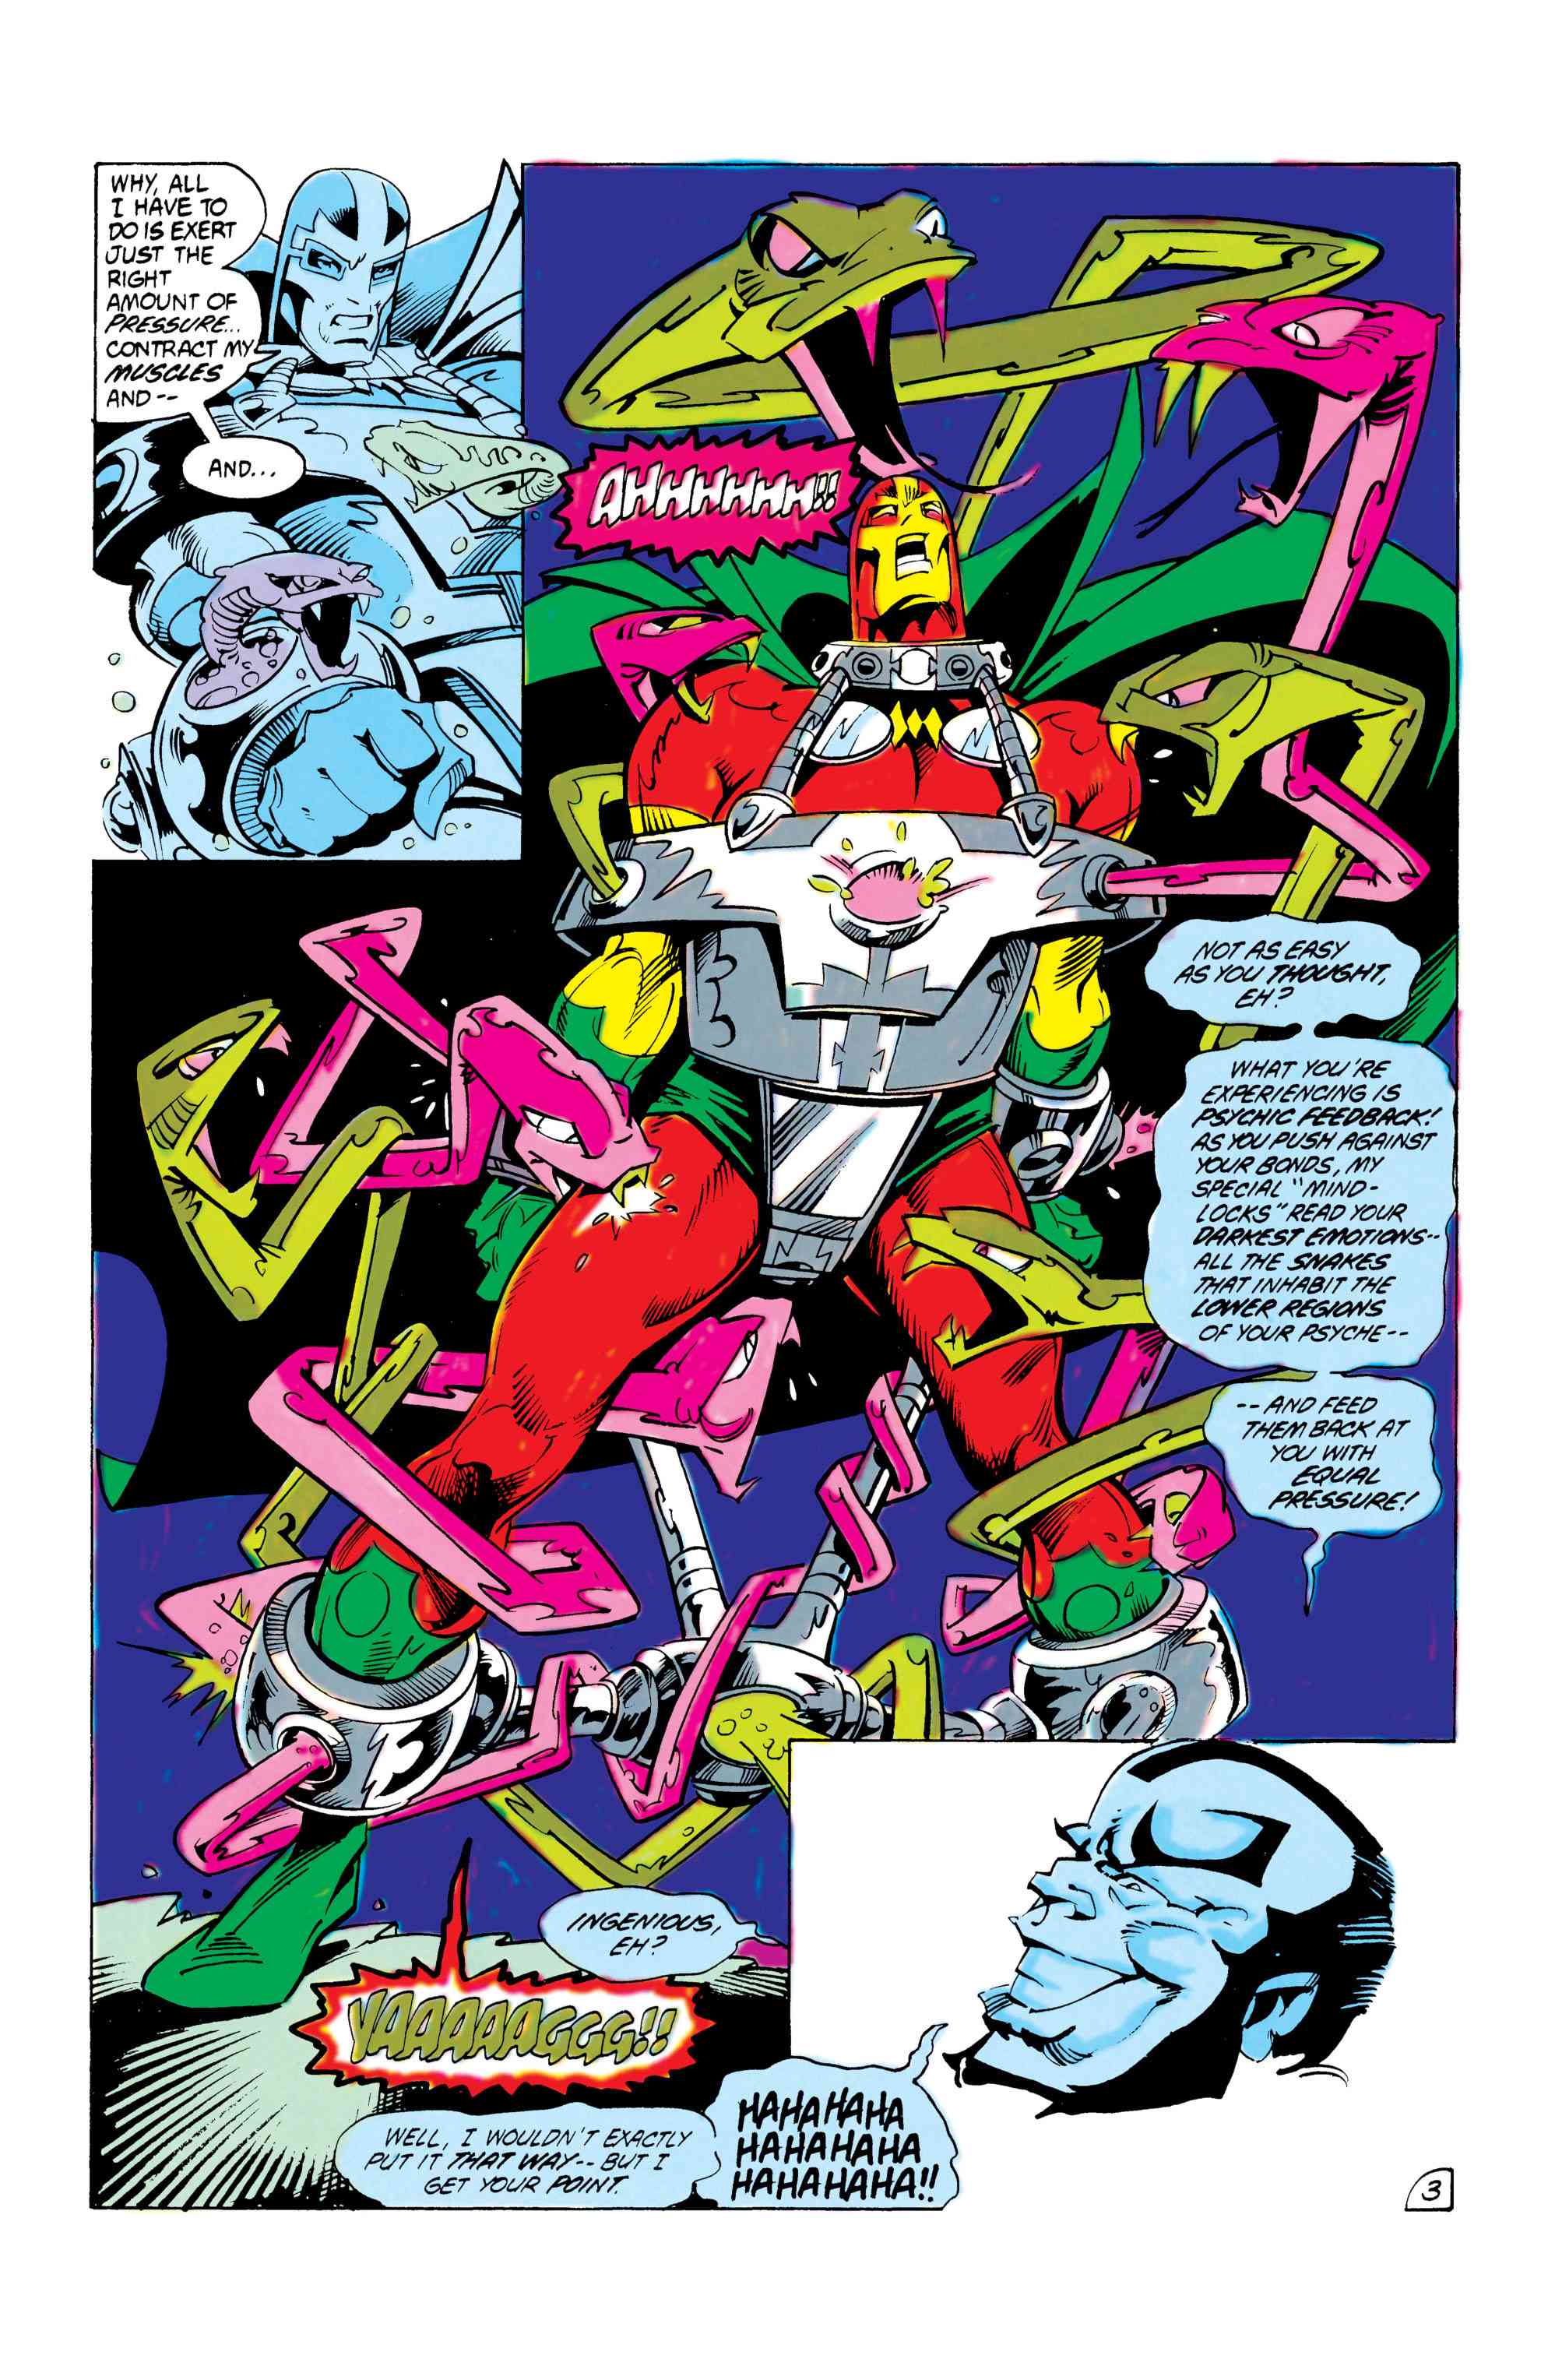 WHY, ALL
I HAVE TO
DO IS EXERT
JUST THE
RIGHT
AMOUNT OF
PRESSURE...
CONTRACT MY
MUSCLES
AND--
AND...
AHHHHHHH!!
NOT AS EASY
AS YOU THOUGHT,
EH?
WHAT YOU'RE
EXPERIENCING IS
PSYCHIC FEEDBACK!
AS YOU PUSH AGAINST
YOUR BONDS, MY
SPECIAL "MIND-
LOCKS" READ YOUR
DARKEST EMOTIONS--
ALL THE SNAKES
THAT INHABIT THE
LOWER REGIONS
OF YOUR PSYCHE--
-- AND FEED
THEM BACK AT
YOU WITH
EQUAL
PRESSURE!
INGENIOUS,
EH?
YAAAAAAGGG!!
WELL, I WOULDN'T EXACTLY
PUT IT THAT WAY-- BUT I
GET YOUR POINT.
HAHAHAHA
HAHAHAHA
HAHAHAHA!!
3